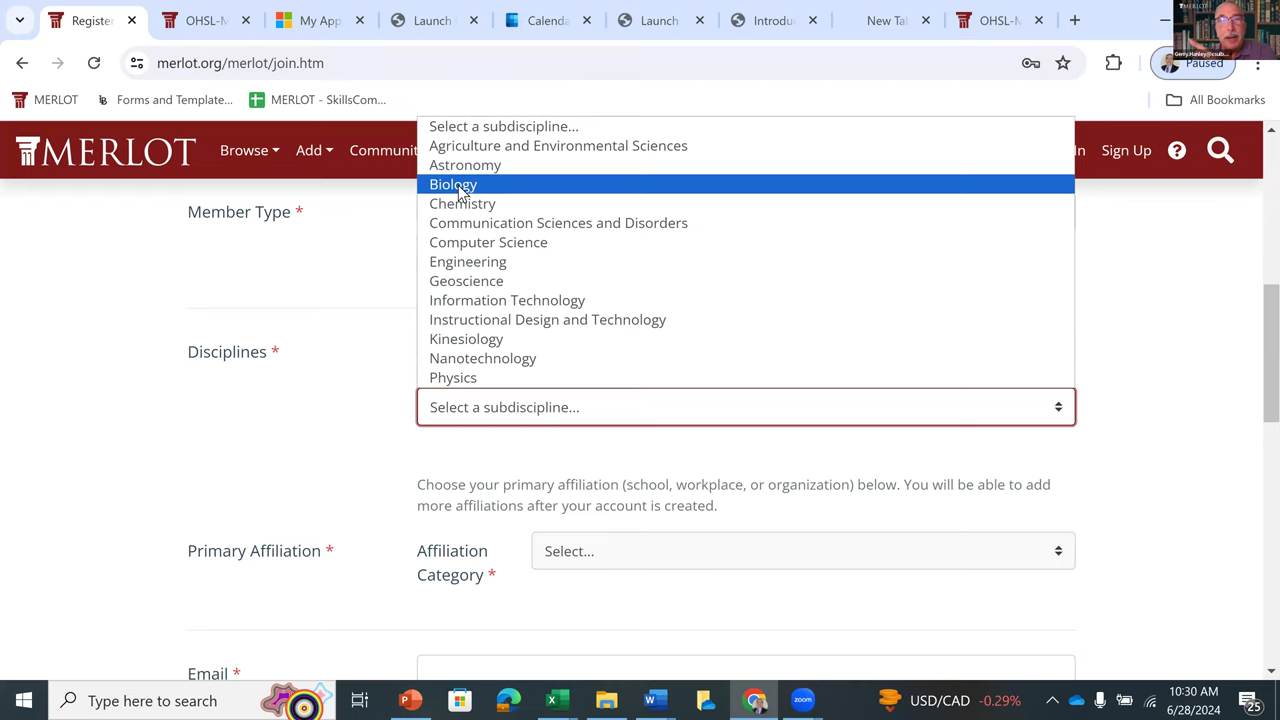 Register
OHSL-M
My App
Launch
Calenda
Launch
Introdu
New Tab
OHSL-M
MERLOT
merlot.org/merlot/join.htm
Paused
MERLOT
Forms and Template...
MERLOT - SkillsCom...
All Bookmarks
MERLOT
Browse
Add
Communit
In
Sign Up
Select a subdiscipline...
Agriculture and Environmental Sciences
Astronomy
Biology
Chemistry
Communication Sciences and Disorders
Computer Science
Engineering
Geoscience
Information Technology
Instructional Design and Technology
Kinesiology
Nanotechnology
Physics
Member Type *
Disciplines *
Select a subdiscipline...
Choose your primary affiliation (school, workplace, or organization) below. You will be able to add
more affiliations after your account is created.
Primary Affiliation *
Affiliation
Category *
Select...
Email *
Type here to search
zoom
USD/CAD -0.29%
10:30 AM
6/28/2024
25